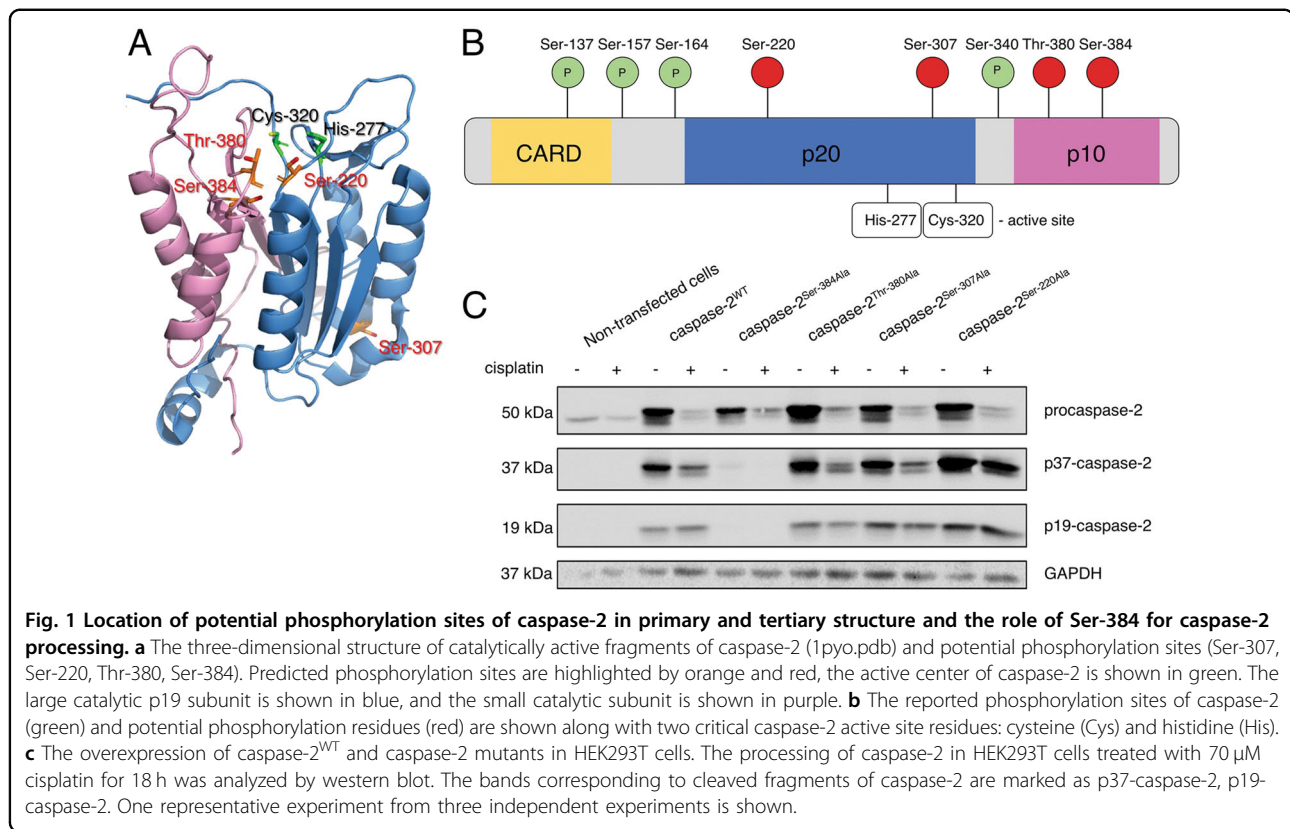 A
Cys-320
His-277
Thr-380
Ser-384
Ser-220
Ser-307
B
Ser-137 Ser-157 Ser-164 Ser-220 Ser-307 Ser-340 Thr-380 Ser-384
P P P P
CARD p20 p10
His-277 Cys-320 - active site
C
Non-transfected cells caspase-2WT caspase-2Ser-384Ala caspase-2Thr-380Ala caspase-2Ser-307Ala caspase-2Ser-220Ala
cisplatin - + - + - + - + - + - +
50 kDa procaspase-2
37 kDa p37-caspase-2
19 kDa p19-caspase-2
37 kDa GAPDH
Fig. 1 Location of potential phosphorylation sites of caspase-2 in primary and tertiary structure and the role of Ser-384 for caspase-2
processing. a The three-dimensional structure of catalytically active fragments of caspase-2 (1pyo.pdb) and potential phosphorylation sites (Ser-307,
Ser-220, Thr-380, Ser-384). Predicted phosphorylation sites are highlighted by orange and red, the active center of caspase-2 is shown in green. The
large catalytic p19 subunit is shown in blue, and the small catalytic subunit is shown in purple. b The reported phosphorylation sites of caspase-2
(green) and potential phosphorylation residues (red) are shown along with two critical caspase-2 active site residues: cysteine (Cys) and histidine (His).
c The overexpression of caspase-2WT and caspase-2 mutants in HEK293T cells. The processing of caspase-2 in HEK293T cells treated with 70 µM
cisplatin for 18 h was analyzed by western blot. The bands corresponding to cleaved fragments of caspase-2 are marked as p37-caspase-2, p19-
caspase-2. One representative experiment from three independent experiments is shown.